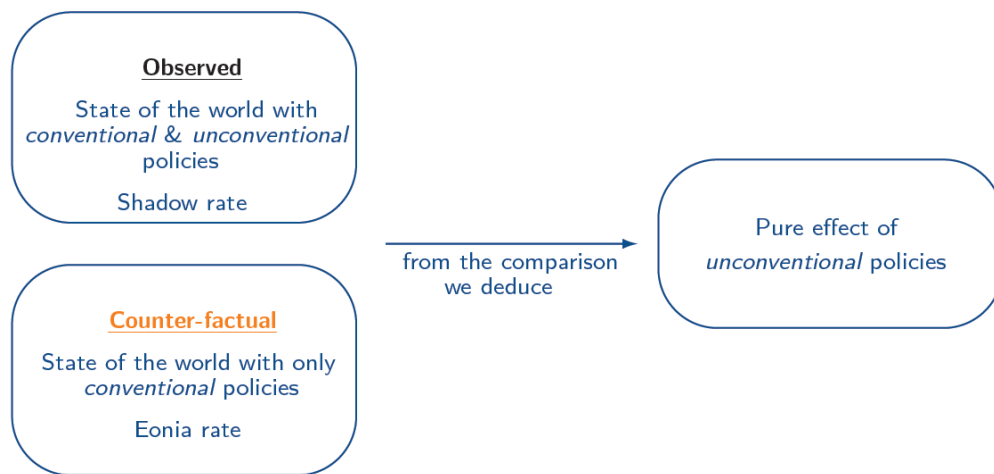 Observed
State of the world with
conventional & unconventional
policies
Shadow rate
Counter-factual
State of the world with only
conventional policies
Eonia rate
from the comparison
we deduce
Pure effect of
unconventional policies